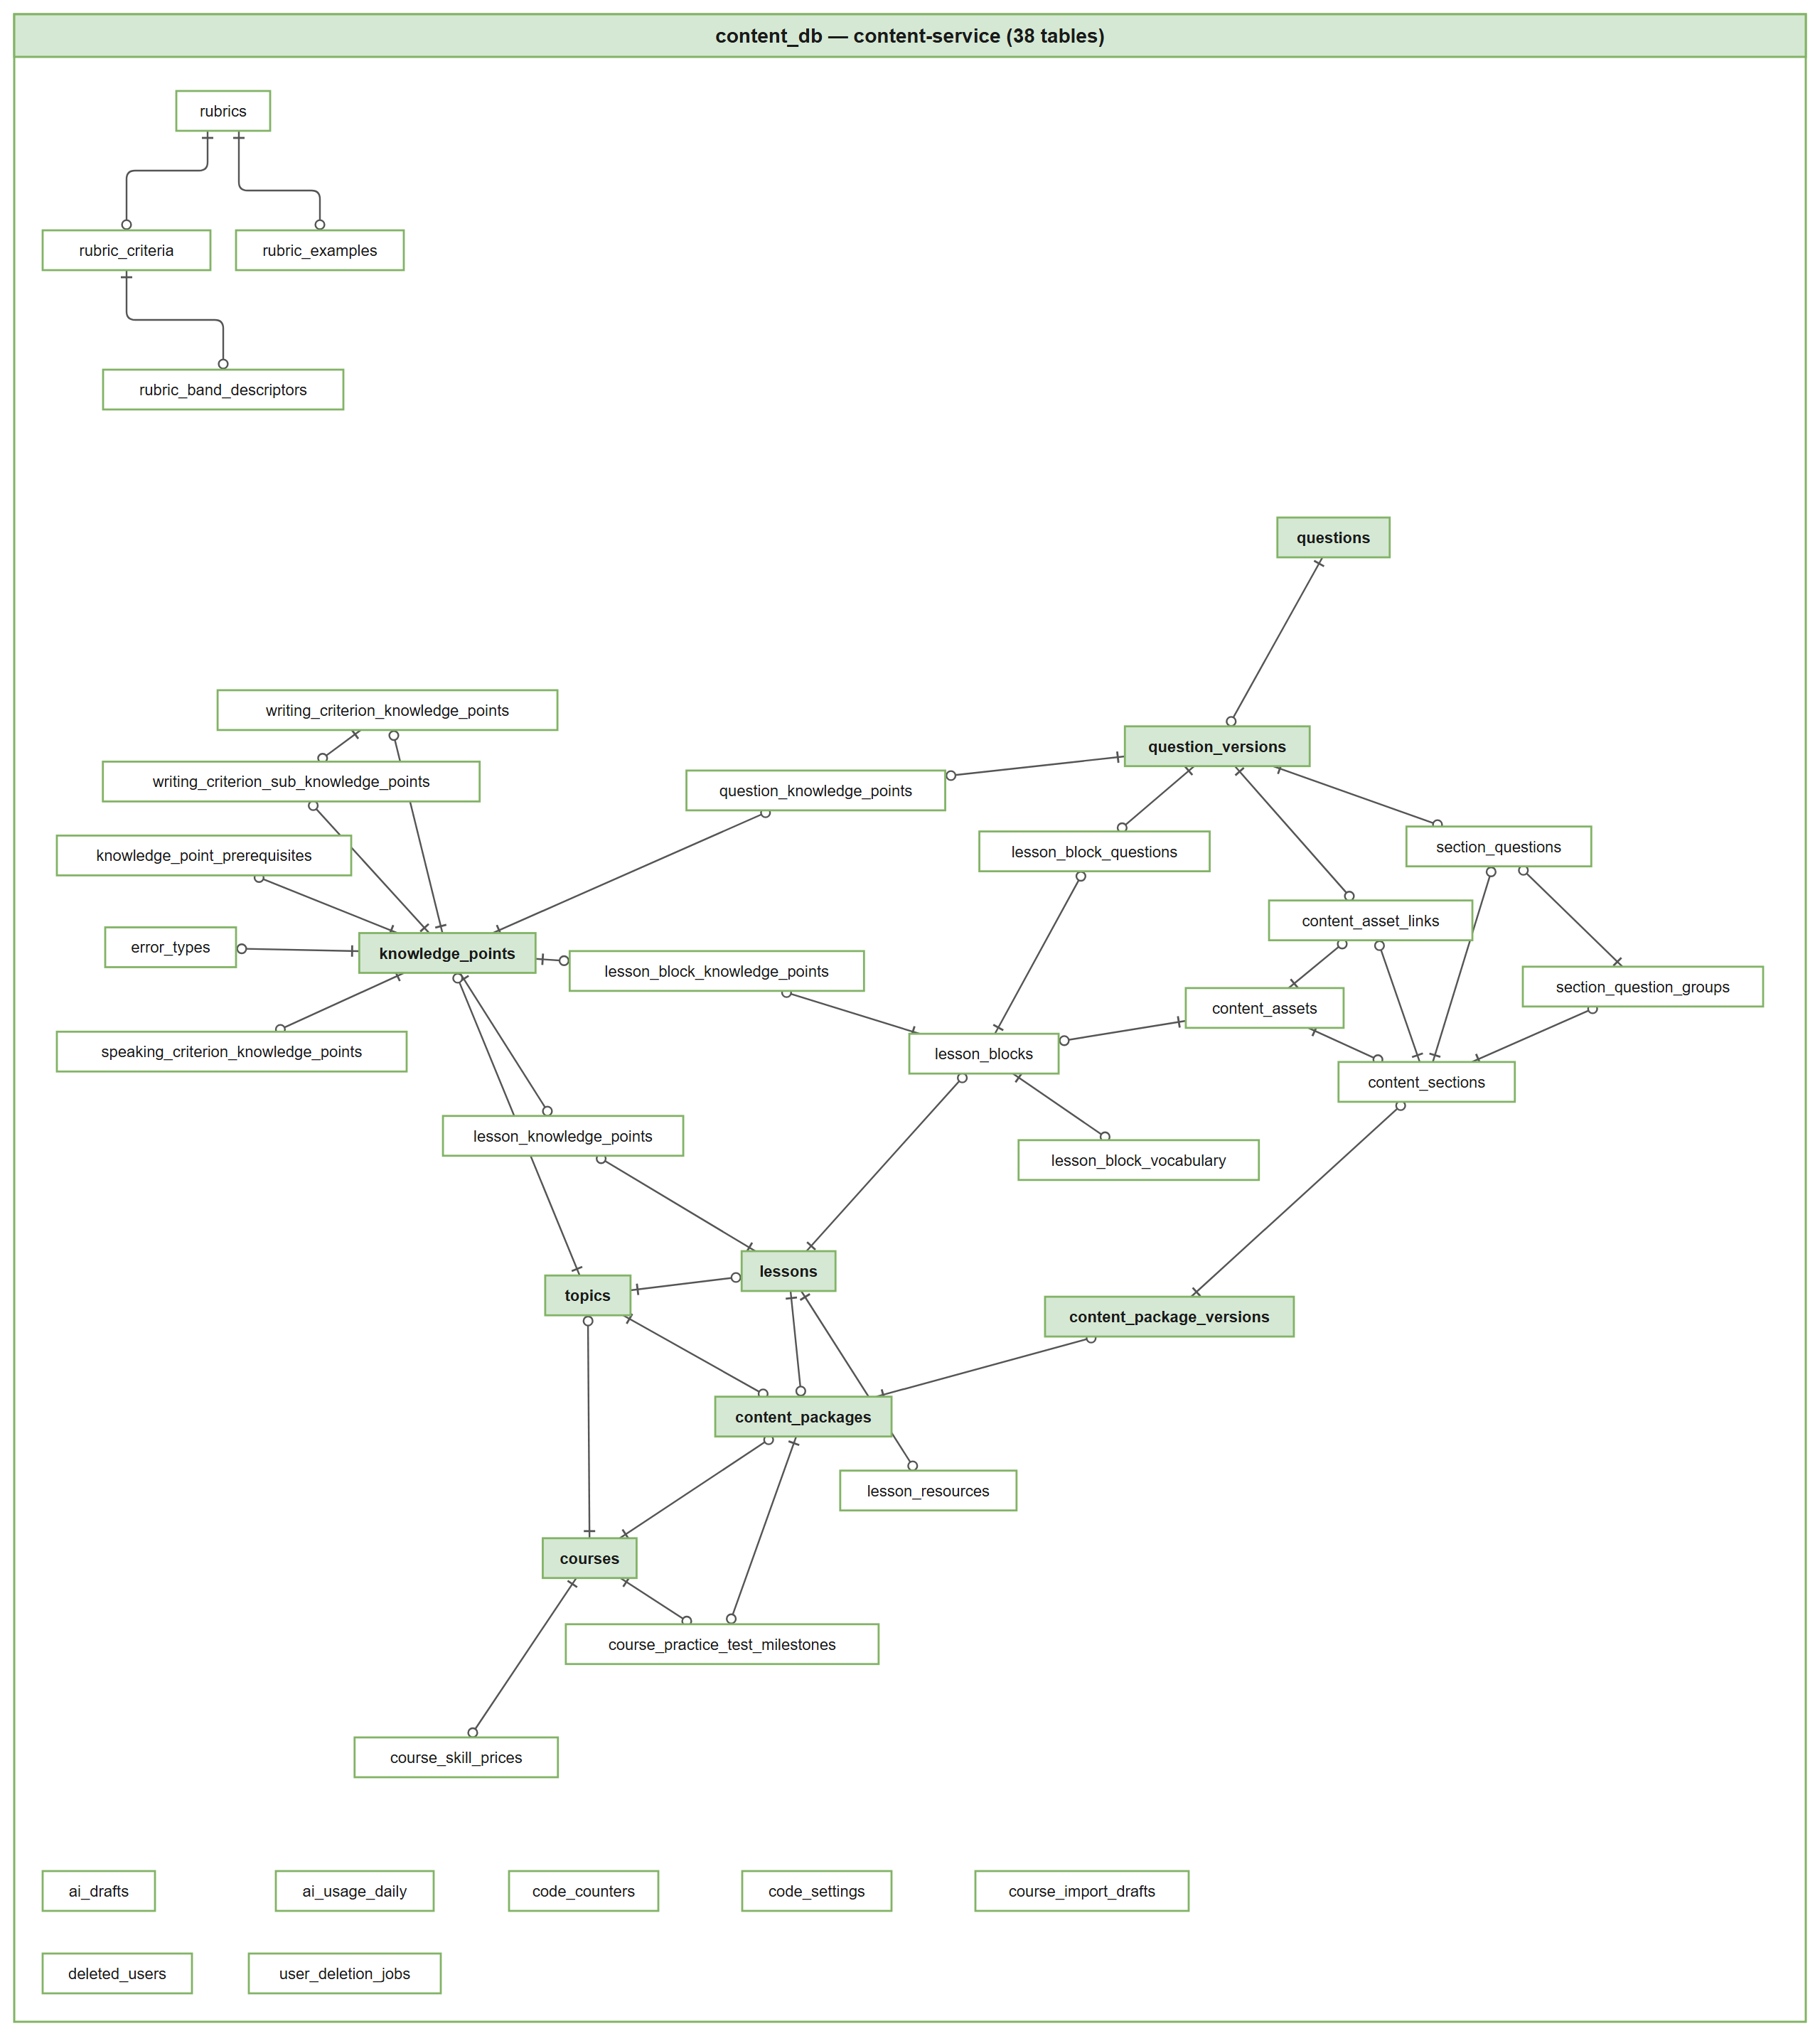 content_db — content-service (38 tables)
rubrics
rubric_criteria
rubric_examples
rubric_band_descriptors
questions
writing_criterion_knowledge_points
question_versions
writing_criterion_sub_knowledge_points
question_knowledge_points
knowledge_point_prerequisites
lesson_block_questions
section_questions
content_asset_links
error_types
knowledge_points
lesson_block_knowledge_points
section_question_groups
content_assets
speaking_criterion_knowledge_points
lesson_blocks
content_sections
lesson_knowledge_points
lesson_block_vocabulary
lessons
topics
content_package_versions
content_packages
lesson_resources
courses
course_practice_test_milestones
course_skill_prices
ai_drafts
ai_usage_daily
code_counters
code_settings
course_import_drafts
deleted_users
user_deletion_jobs